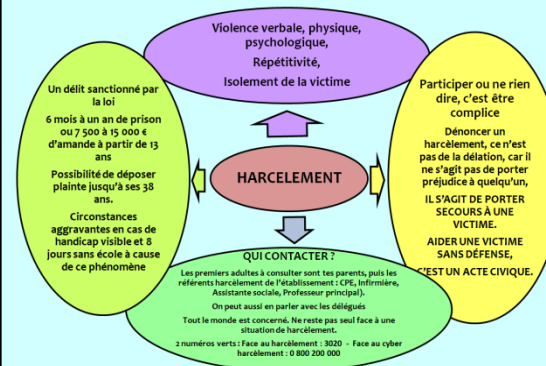 Violence verbale, physique,
psychologique,
Répétitivité,
Isolement de la victime
Un délit sanctionné par
la loi
6 mois à un an de prison
ou 7 500 à 15 000 €
d'amande à partir de 13
ans
Possibilité de déposer
plainte jusqu'à ses 38
ans.
Circonstances
aggravantes en cas de
handicap visible et 8
jours sans école à cause
de ce phénomène
HARCELEMENT
Participer ou ne rien
dire, c'est être
complice
Dénoncer un
harcèlement, ce n'est
pas de la délation, car il
ne s'agit pas de porter
préjudice à quelqu'un,
IL S'AGIT DE PORTER
SECOURS À UNE
VICTIME.
AIDER UNE VICTIME
SANS DÉFENSE,
C'EST UN ACTE CIVIQUE.
QUI CONTACTER ?
Les premiers adultes à consulter sont tes parents, puis les
référents harcèlement de l'établissement : CPE, Infirmière,
Assistante sociale, Professeur principal).
On peut aussi en parler avec les délégués
Tout le monde est concerné. Ne reste pas seul face à une
situation de harcèlement.
2 numéros verts : Face au harcèlement : 3020 - Face au cyber
harcèlement : 0 800 200 000